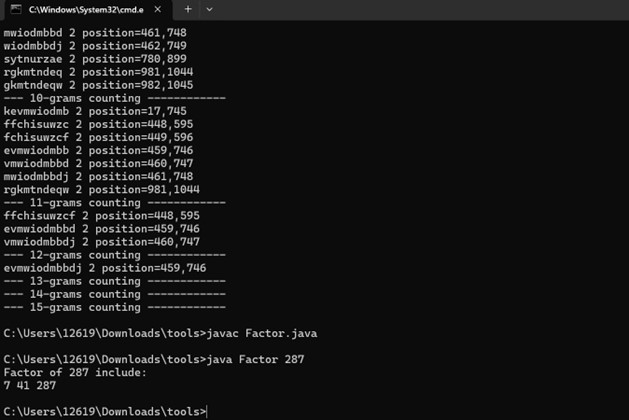 C:\Windows\System32\cmd.e
mwiodmbbd 2 position=461,748
wiodmbbdj 2 position=462,749
sytnurzae 2 position=780,899
rgkmtndeq 2 position=981,1044
gkmtndeqw 2 position=982,1045
--- 10-grams counting ------------
kevmwiodmb 2 position=17,745
ffchisuwzc 2 position=448,595
fchisuwzcf 2 position=449,596
evmwiodmbb 2 position=459,746
vmwiodmbbd 2 position=460,747
mwiodmbbdj 2 position=461,748
rgkmtndeqw 2 position=981,1044
--- 11-grams counting ------------
ffchisuwzcf 2 position=448,595
evmwiodmbbd 2 position=459,746
vmwiodmbbdj 2 position=460,747
--- 12-grams counting ------------
evmwiodmbbdj 2 position=459,746
--- 13-grams counting ------------
--- 14-grams counting ------------
--- 15-grams counting ------------
C:\Users\12619\Downloads\tools>javac Factor.java
C:\Users\12619\Downloads\tools>java Factor 287
Factor of 287 include:
7 41 287
C:\Users\12619\Downloads\tools>